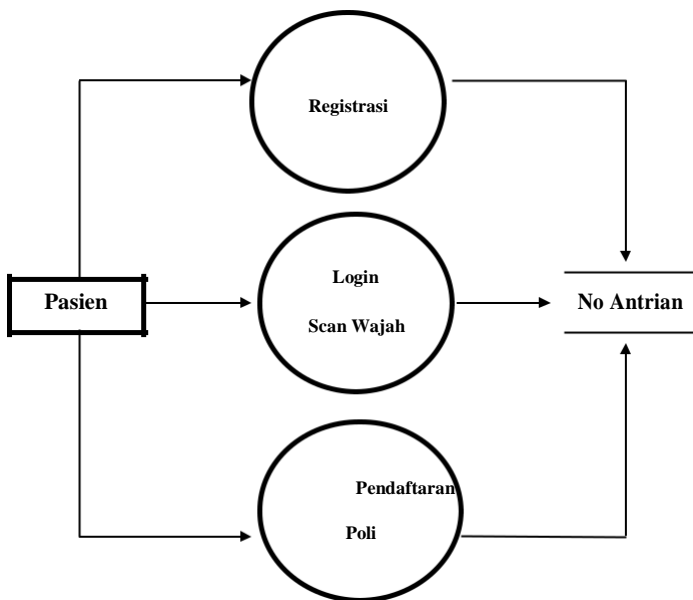 Registrasi
Login
Scan Wajah
Pasien
No Antrian
Pendaftaran
Poli